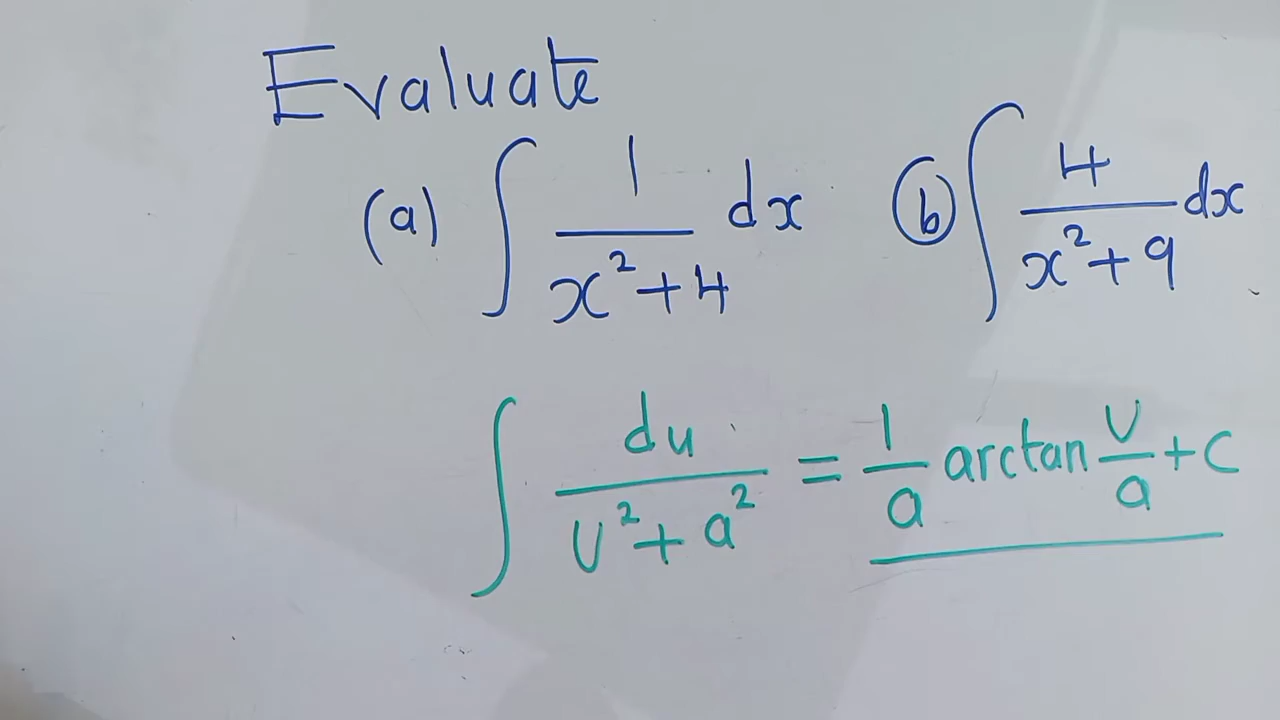 Evaluate
(a) ∫ 1/(x²+4) dx (b) ∫ 4/(x²+9) dx
∫ du/(u²+a²) = 1/a arctan u/a + c